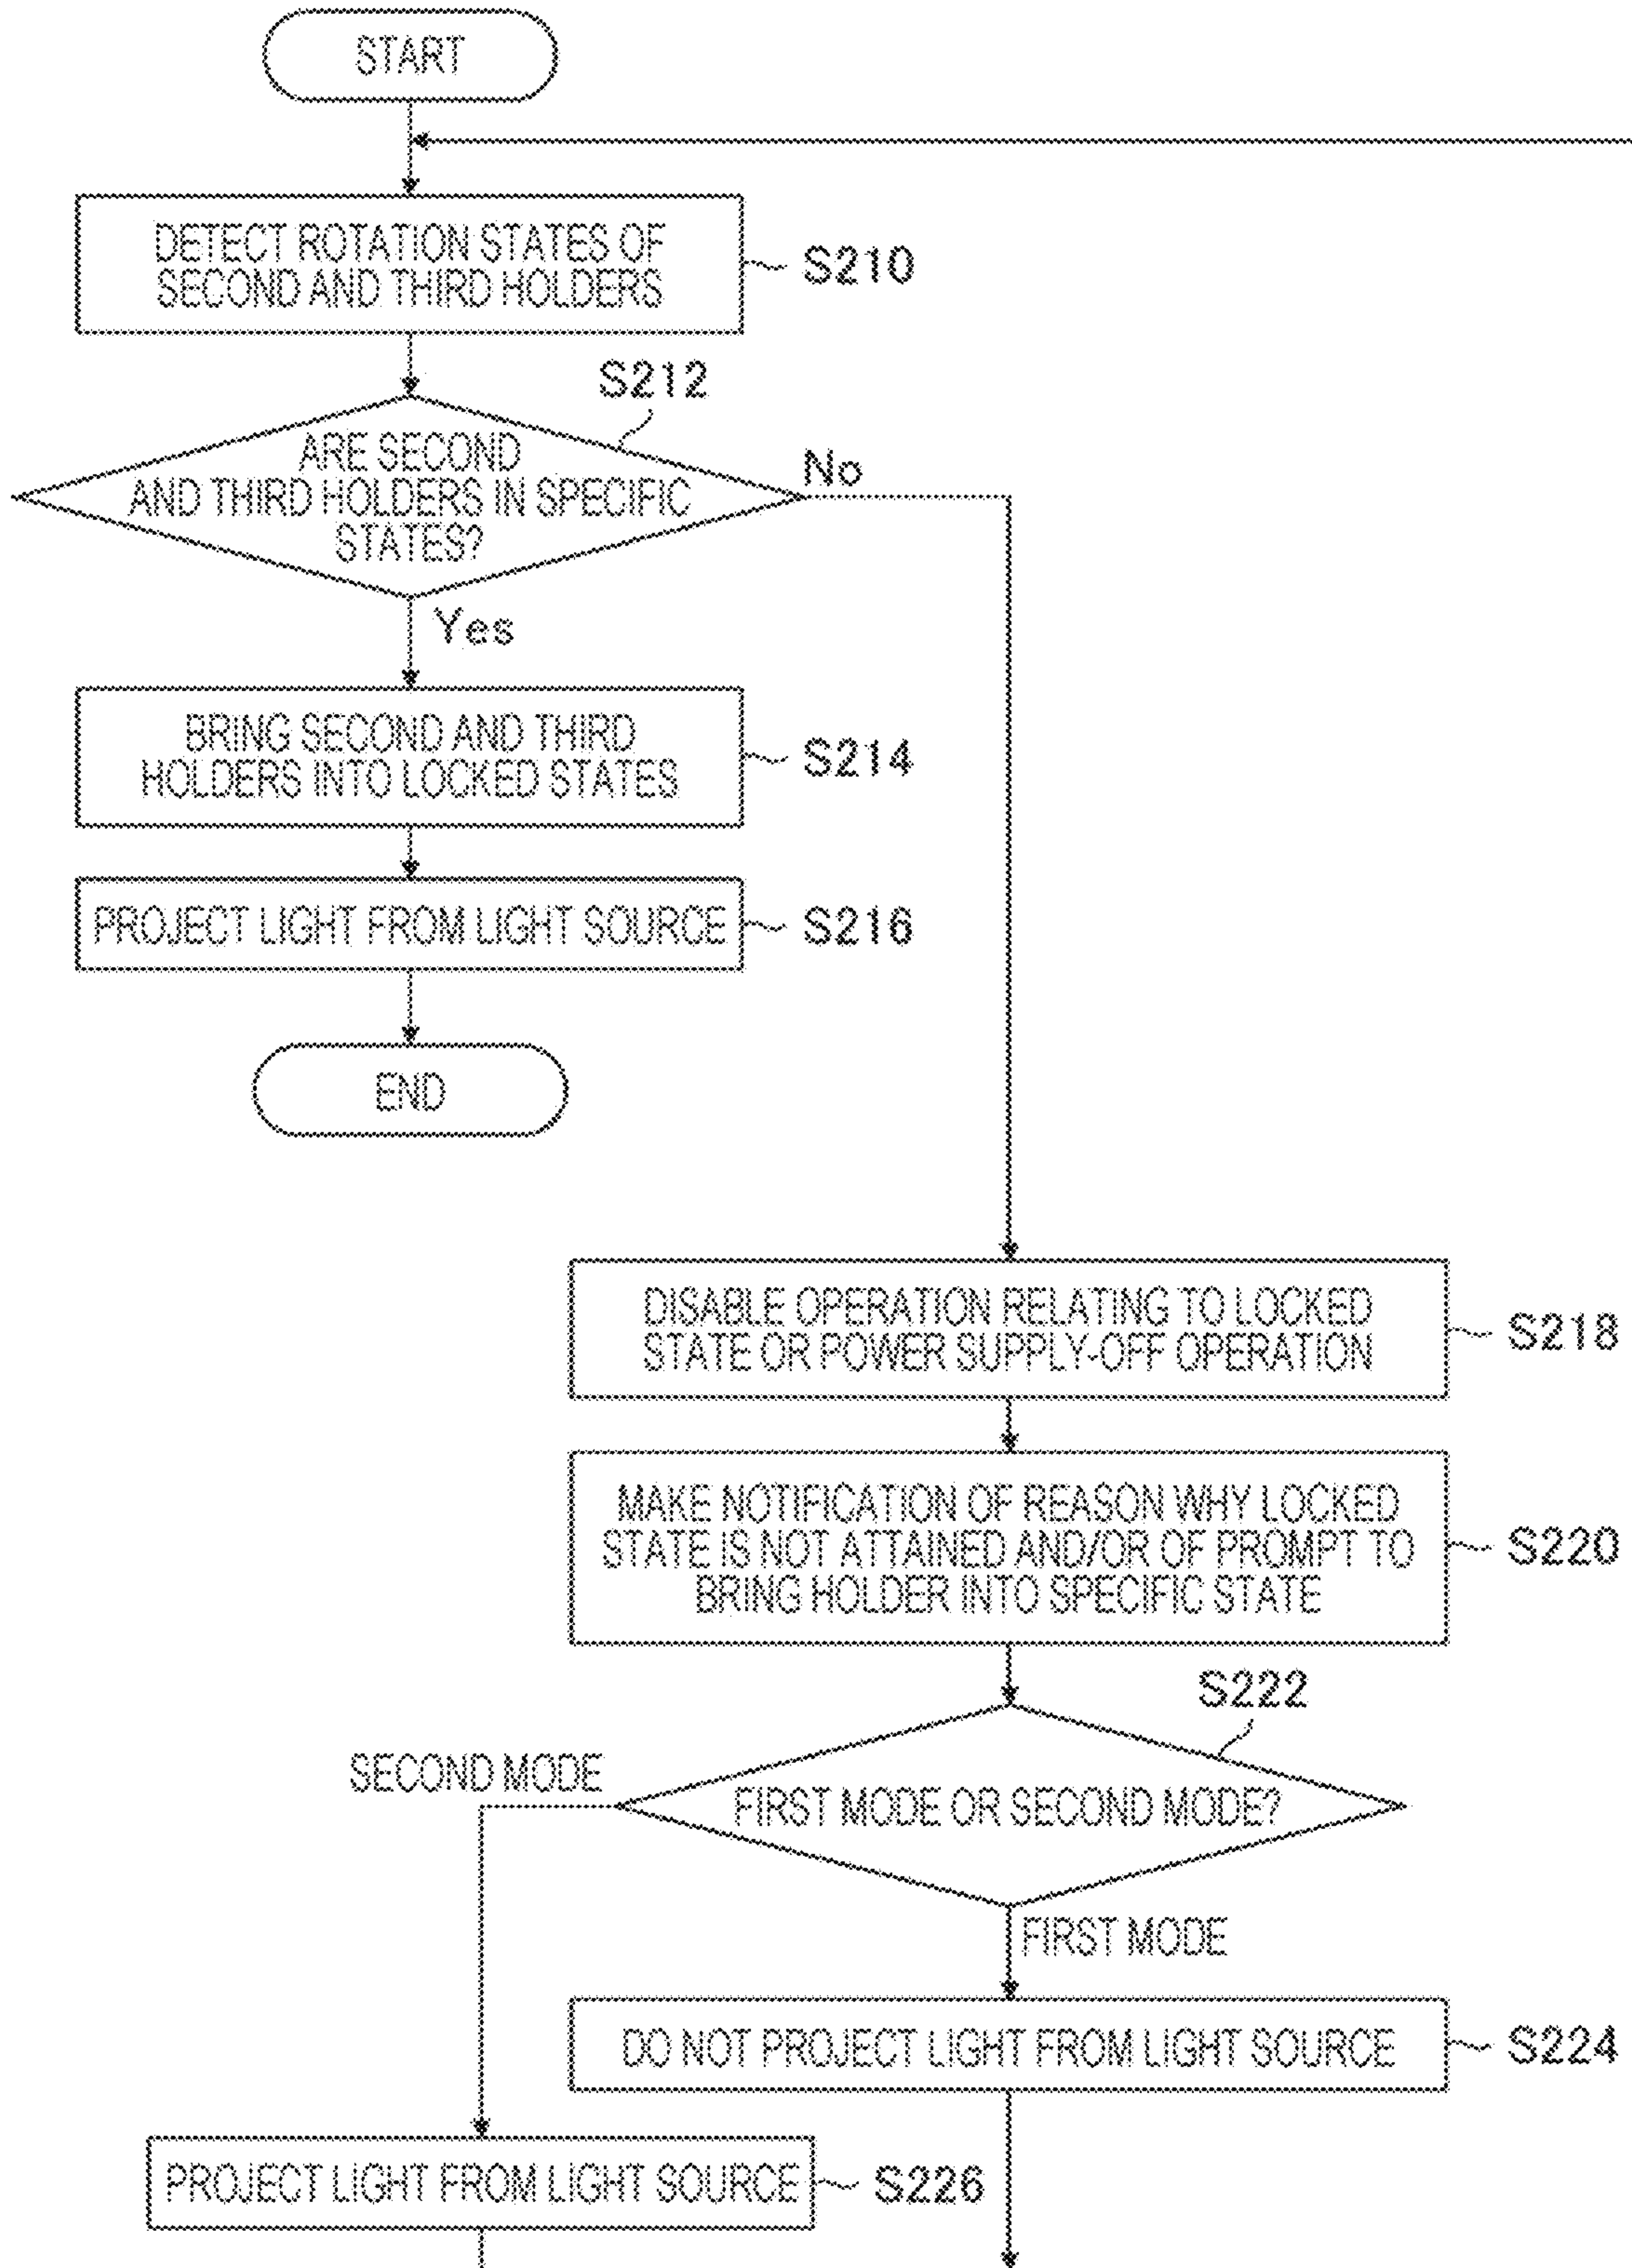 START
DETECT ROTATION STATES OF
SECOND AND THIRD HOLDERS
S210
S212
ARE SECOND
AND THIRD HOLDERS IN SPECIFIC
STATES?
No
Yes
BRING SECOND AND THIRD
HOLDERS INTO LOCKED STATES
S214
PROJECT LIGHT FROM LIGHT SOURCE
S216
END
DISABLE OPERATION RELATING TO LOCKED
STATE OR POWER SUPPLY-OFF OPERATION
S218
MAKE NOTIFICATION OF REASON WHY LOCKED
STATE IS NOT ATTAINED AND/OR OF PROMPT TO
BRING HOLDER INTO SPECIFIC STATE
S220
S222
SECOND MODE
FIRST MODE OR SECOND MODE?
FIRST MODE
DO NOT PROJECT LIGHT FROM LIGHT SOURCE
S224
PROJECT LIGHT FROM LIGHT SOURCE
S226